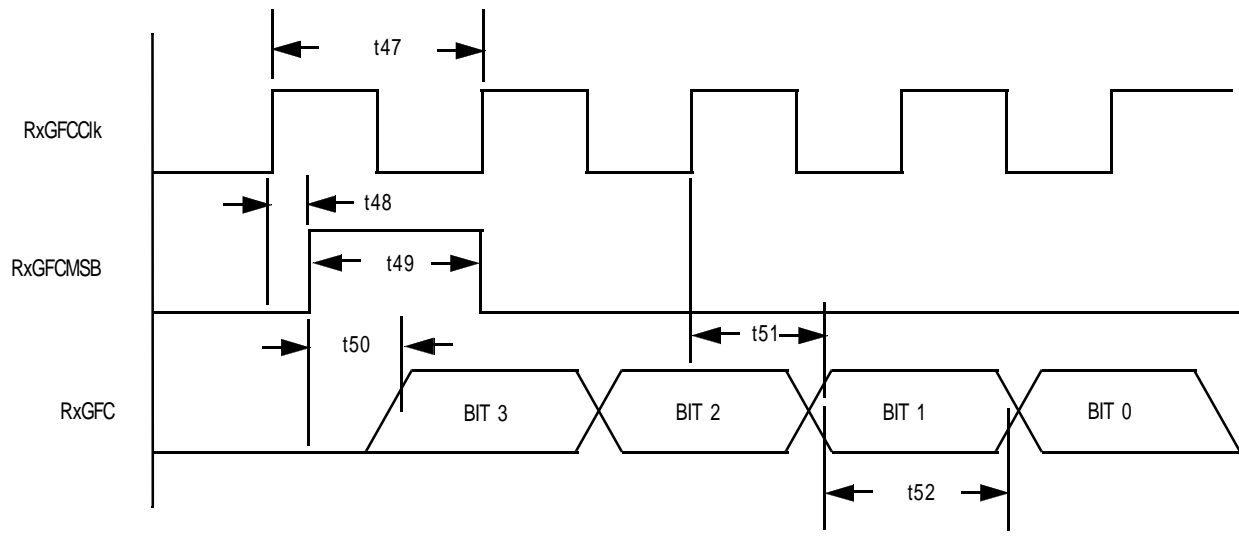 t47
RxGFCClk
t48
RxGFCMSB
t49
t50
t51
RxGFC
BIT 3
BIT 2
BIT 1
BIT 0
t52